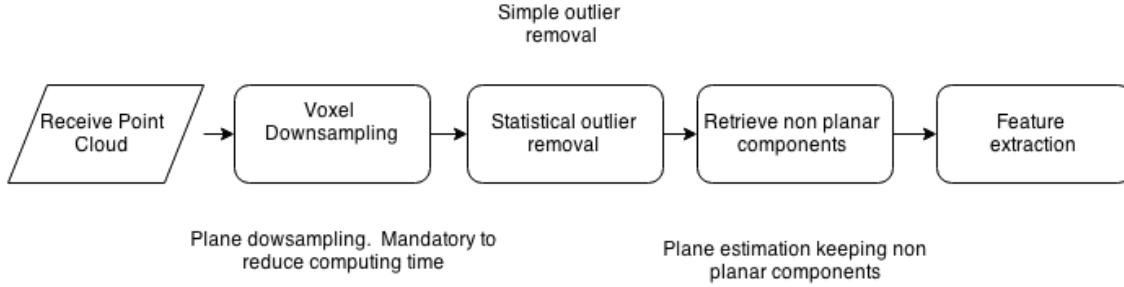 Simple outlier
removal
Receive Point
Cloud
Voxel
Downsampling
Statistical outlier
removal
Retrieve non planar
components
Feature
extraction
Plane dowsampling.  Mandatory to
reduce computing time
Plane estimation keeping non
planar components